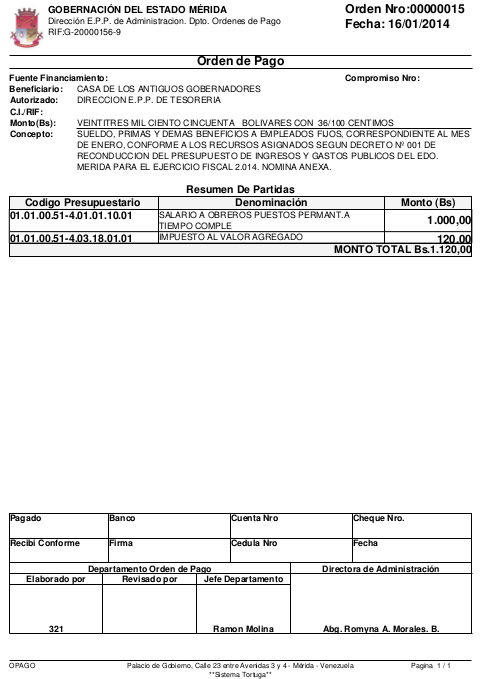 GOBERNACIÓN DEL ESTADO MÉRIDA
Dirección E.P.P. de Administracion. Dpto. Ordenes de Pago
RIF:G-20000156-9
Orden Nro:00000015
Fecha: 16/01/2014
Orden de Pago
Fuente Financiamiento: Compromiso Nro:
Beneficiario: CASA DE LOS ANTIGUOS GOBERNADORES
Autorizado: DIRECCION E.P.P. DE TESORERIA
C.I./RIF:
Monto(Bs): VEINTITRES MIL CIENTO CINCUENTA BOLIVARES CON 36/100 CENTIMOS
Concepto: SUELDO, PRIMAS Y DEMAS BENEFICIOS A EMPLEADOS FIJOS, CORRESPONDIENTE AL MES
DE ENERO, CONFORME A LOS RECURSOS ASIGNADOS SEGUN DECRETO Nº 001 DE
RECONDUCCION DEL PRESUPUESTO DE INGRESOS Y GASTOS PUBLICOS DEL EDO.
MERIDA PARA EL EJERCICIO FISCAL 2.014. NOMINA ANEXA.
Resumen De Partidas
Codigo Presupuestario Denominación Monto (Bs)
01.01.00.51-4.01.01.10.01 SALARIO A OBREROS PUESTOS PERMANT.A
TIEMPO COMPLE 1.000,00
01.01.00.51-4.03.18.01.01 IMPUESTO AL VALOR AGREGADO 120,00
MONTO TOTAL Bs.1.120,00
Pagado Banco Cuenta Nro Cheque Nro.
Recibi Conforme Firma Cedula Nro Fecha
Departamento Orden de Pago Directora de Administración
Elaborado por Revisado por Jefe Departamento
321 Ramon Molina Abg. Romyna A. Morales. B.
OPAGO Palacio de Gobierno, Calle 23 entre Avenidas 3 y 4 - Mérida - Venezuela Pagina 1 / 1
**Sistema Tortuga**